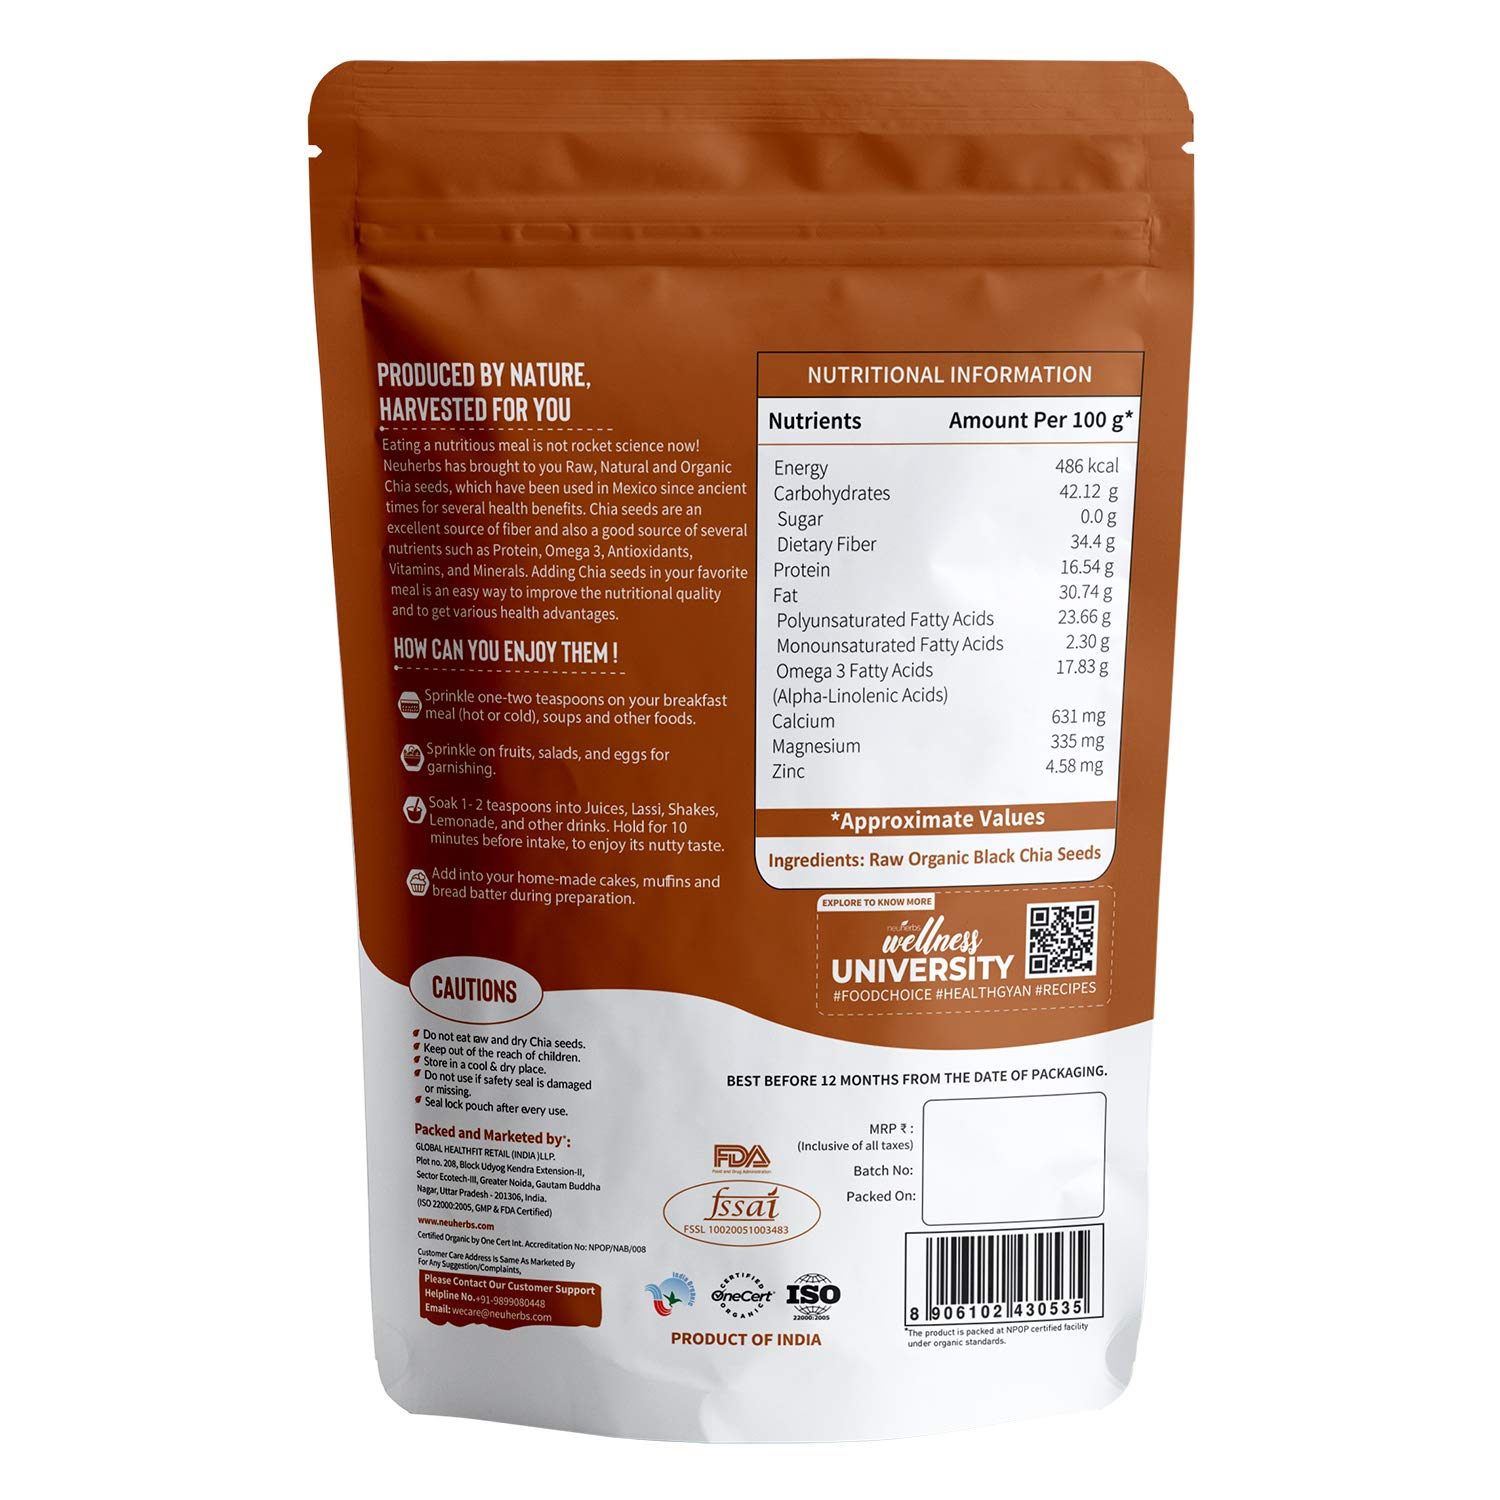 PRODUCED BY NATURE,
HARVESTED FOR YOU
Eating a nutritious meal is not rocket science now!
Neuherbs has brought to you Raw, Natural and Organic
Chia seeds, which have been used in Mexico since ancient
times for several health benefits. Chia seeds are an
excellent source of fiber and also a good source of several
nutrients such as Protein, Omega 3, Antioxidants,
Vitamins, and Minerals. Adding Chia seeds in your favorite
meal is an easy way to improve the nutritional quality
and to get various health advantages.
HOW CAN YOU ENJOY THEM !
Sprinkle one-two teaspoons on your breakfast
meal (hot or cold), soups and other foods.
Sprinkle on fruits, salads, and eggs for
garnishing.
Soak 1- 2 teaspoons into Juices, Lassi, Shakes,
Lemonade, and other drinks. Hold for 10
minutes before intake, to enjoy its nutty taste.
Add into your home-made cakes, muffins and
bread batter during preparation.
NUTRITIONAL INFORMATION
Nutrients Amount Per 100 g*
Energy 486 kcal
Carbohydrates 42.12 g
Sugar 0.0 g
Dietary Fiber 34.4 g
Protein 16.54 g
Fat 30.74 g
Polyunsaturated Fatty Acids 23.66 g
Monounsaturated Fatty Acids 2.30 g
Omega 3 Fatty Acids 17.83 g
(Alpha-Linolenic Acids)
Calcium 631 mg
Magnesium 335 mg
Zinc 4.58 mg
*Approximate Values
Ingredients: Raw Organic Black Chia Seeds
EXPLORE TO KNOW MORE
neuherbs
wellness
UNIVERSITY
#FOODCHOICE #HEALTHGYAN #RECIPES
CAUTIONS
Do not eat raw and dry Chia seeds.
Keep out of the reach of children.
Store in a cool & dry place.
Do not use if safety seal is damaged
or missing.
Seal lock pouch after every use.
Packed and Marketed by*:
GLOBAL HEALTHFIT RETAIL (INDIA )LLP.
Plot no. 208, Block Udyog Kendra Extension-II,
Sector Ecotech-III, Greater Noida, Gautam Buddha
Nagar, Uttar Pradesh - 201306, India.
(ISO 22000:2005, GMP & FDA Certified)
www.neuherbs.com
Certified Organic by One Cert Int. Accreditation No: NPOP/NAB/008
Customer Care Address Is Same As Marketed By
For Any Suggestion/Complaints,
Please Contact Our Customer Support
Helpline No.+91-9899080448
Email: wecare@neuherbs.com
BEST BEFORE 12 MONTHS FROM THE DATE OF PACKAGING.
MRP ₹ :
(Inclusive of all taxes)
Batch No:
Packed On:
FDA
Food and Drug Administration
fssai
FSSL 10020051003483
India Organic
CERTIFIED
OneCert
ORGANIC
ISO
22000:2005
PRODUCT OF INDIA
8 906102 430535
*The product is packed at NPOP certified facility
under organic standards.